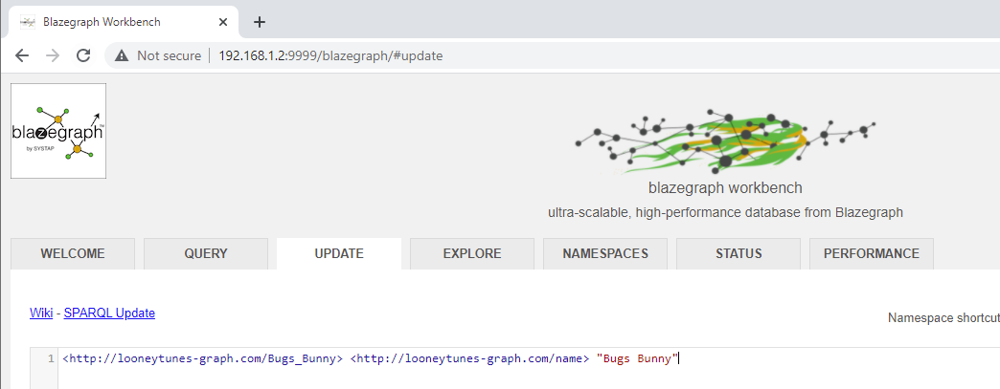 Blazegraph Workbench
Not secure | 192.168.1.2:9999/blazegraph/#update
blazegraph™
by SYSTAP
blazegraph workbench
ultra-scalable, high-performance database from Blazegraph
WELCOME QUERY UPDATE EXPLORE NAMESPACES STATUS PERFORMANCE
Wiki - SPARQL Update
Namespace shortcut
1 <http://looneytunes-graph.com/Bugs_Bunny> <http://looneytunes-graph.com/name> "Bugs Bunny"